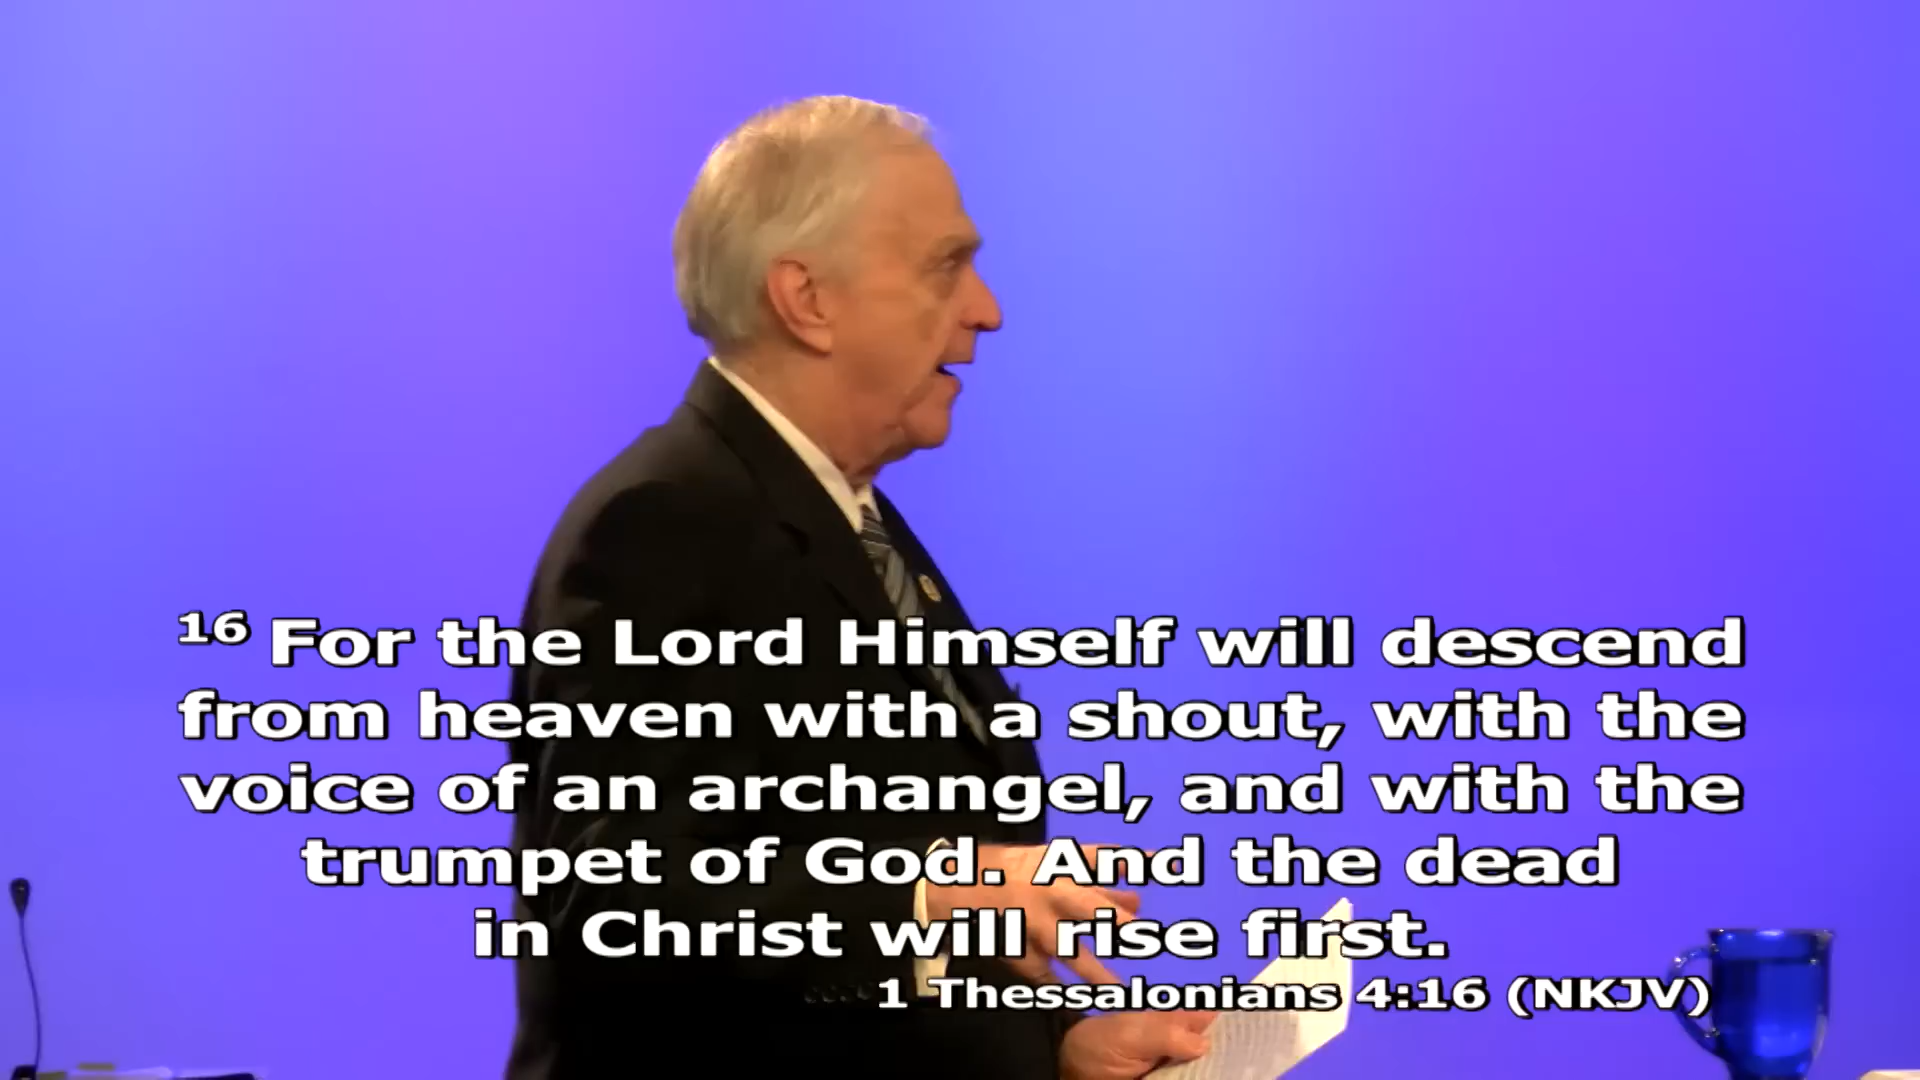 16 For the Lord Himself will descend
from heaven with a shout, with the
voice of an archangel, and with the
trumpet of God. And the dead
in Christ will rise first.
1 Thessalonians 4:16 (NKJV)